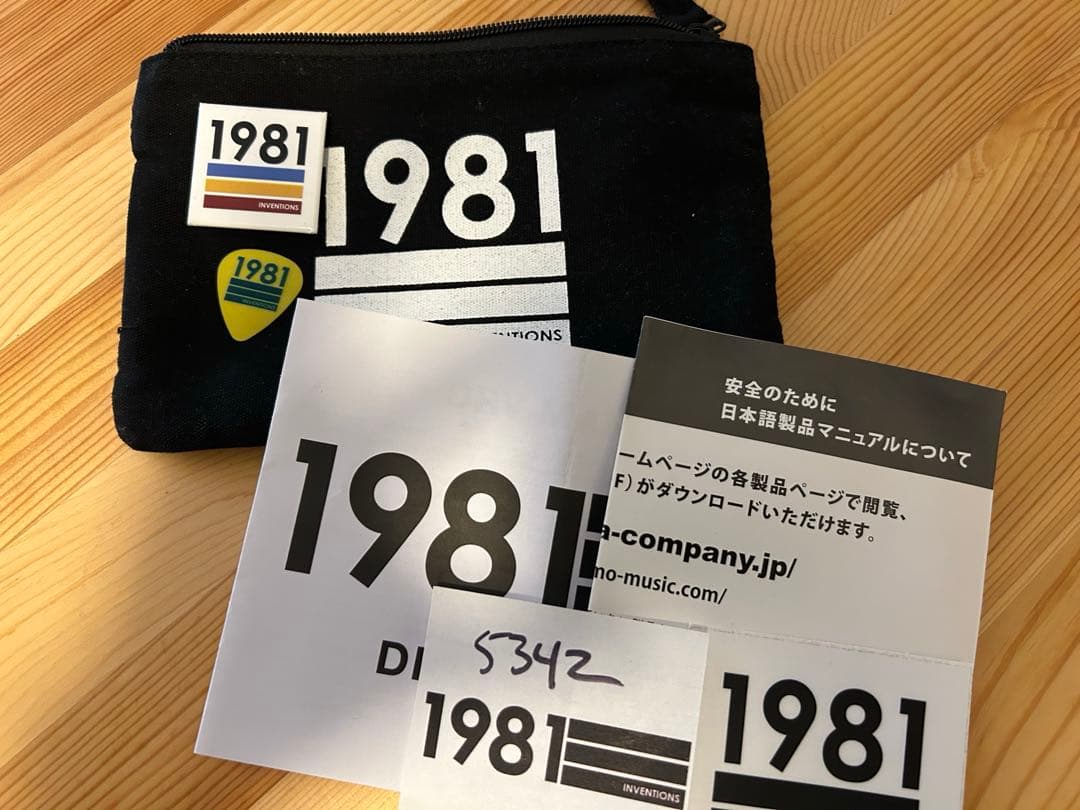 1981
INVENTIONS
1981
1981
INVENTIONS
1981
安全のために
日本語製品マニュアルについて
ームページの各製品ページで閲覧、
F)がダウンロードいただけます。
a-company.jp/
no-music.com/
5342
1981
INVENTIONS
1981